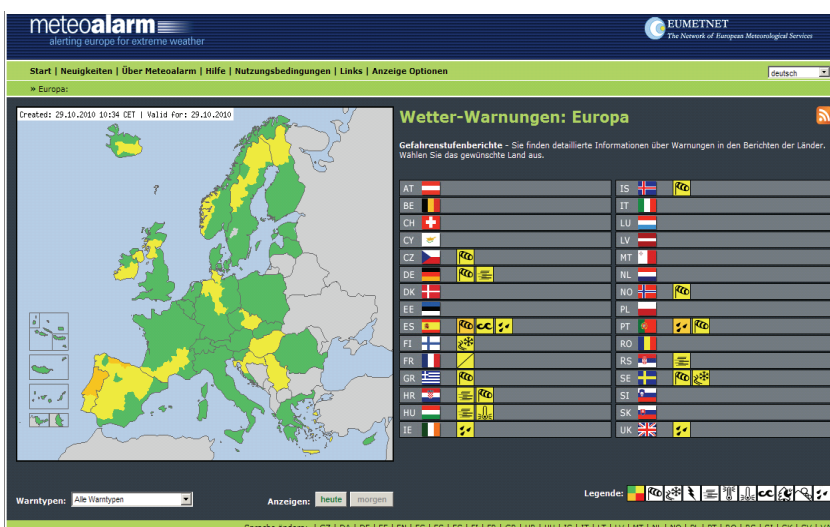 meteoalarm
alerting europe for extreme weather
EUMETNET
The Network of European Meteorological Services
Start | Neuigkeiten | Über Meteoalarm | Hilfe | Nutzungsbedingungen | Links | Anzeige Optionen
deutsch
» Europa:
Created: 29.10.2010 10:34 CET | Valid for: 29.10.2010
Wetter-Warnungen: Europa
Gefahrenstufenberichte - Sie finden detaillierte Informationen über Warnungen in den Berichten der Länder.
Wählen Sie das gewünschte Land aus.
AT
BE
CH
CY
CZ
DE
DK
EE
ES
FI
FR
GR
HR
HU
IE
IS
IT
LU
LV
MT
NL
NO
PL
PT
RO
RS
SE
SI
SK
UK
Warntypen: Alle Warntypen
Anzeigen: heute morgen
Legende: